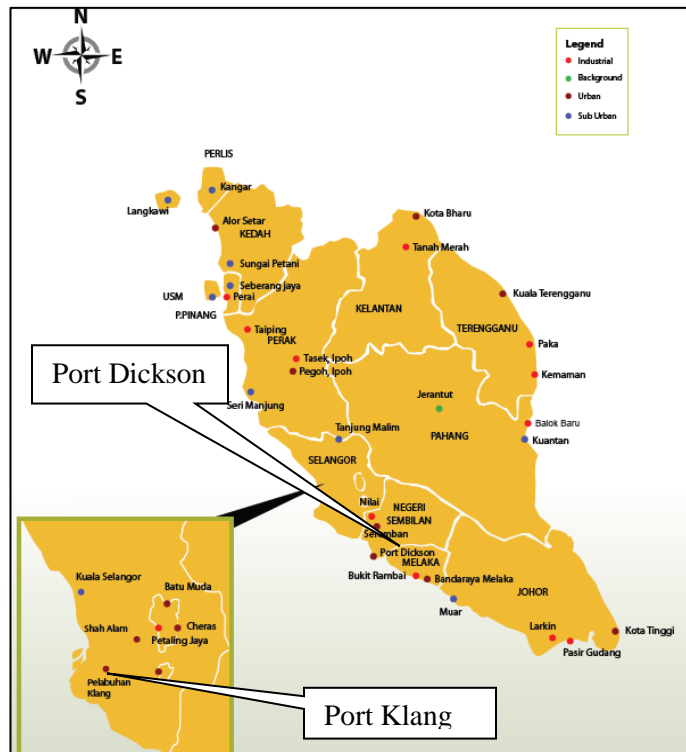 N
W E
S
Legend
Industrial
Background
Urban
Sub Urban
PERLIS
Kangar
Langkawi
Alor Setar
KEDAH
Kota Bharu
Tanah Merah
Sungai Petani
Seberang Jaya
USM
Perai
P.PINANG
KELANTAN
Kuala Terengganu
TERENGGANU
Taiping
PERAK
Paka
Tasek, Ipoh
Pegoh, Ipoh
Kemaman
Port Dickson
Seri Manjung
Jerantut
Balok Baru
Tanjung Malim
PAHANG
Kuantan
SELANGOR
Nilai
NEGERI
SEMBILAN
Seremban
Port Dickson
MELAKA
Bukit Rambai
Bandaraya Melaka
JOHOR
Muar
Larkin
Kota Tinggi
Pasir Gudang
Kuala Selangor
Batu Muda
Shah Alam
Cheras
Petaling Jaya
Pelabuhan
Klang
Port Klang